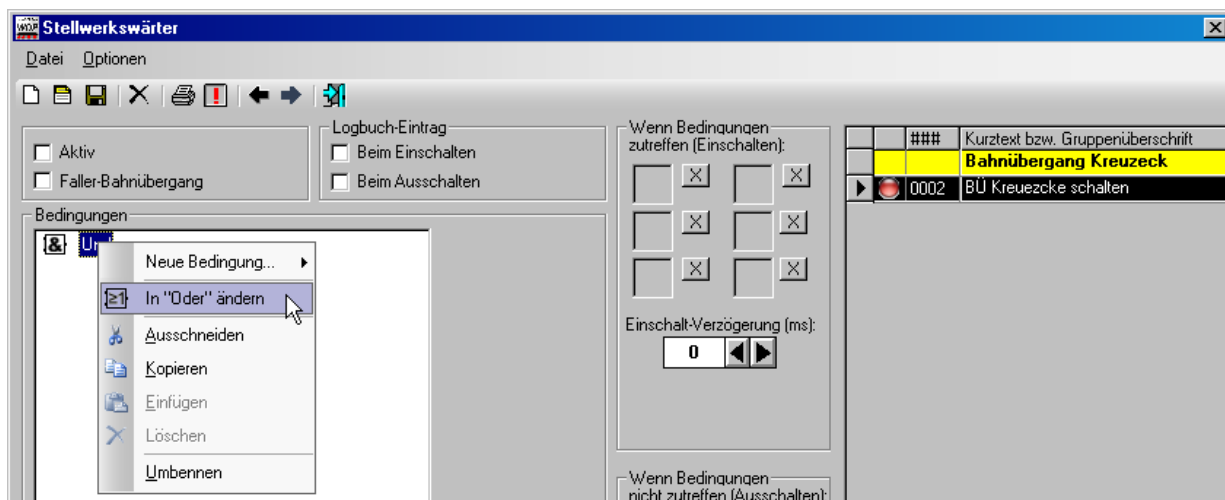 Stellwerkswärter
Datei Optionen
Logbuch-Eintrag
Aktiv
Faller-Bahnübergang
Beim Einschalten
Beim Ausschalten
Bedingungen
&
Neue Bedingung...
≥1 In "Oder" ändern
Ausschneiden
Kopieren
Einfügen
Löschen
Umbennen
Wenn Bedingungen
zutreffen (Einschalten):
X X
X X
X X
Einschalt-Verzögerung (ms):
0
Wenn Bedingungen
nicht zutreffen (Ausschalten):
### Kurztext bzw. Gruppenüberschrift
Bahnübergang Kreuzeck
0002 BÜ Kreuezcke schalten